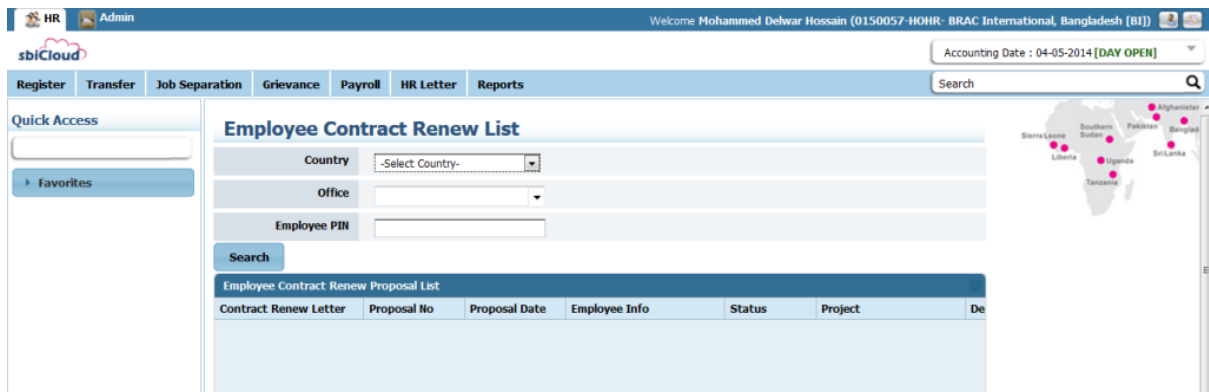 HR Admin Welcome Mohammed Delwar Hossain (0150057-HOHR- BRAC International, Bangladesh [BI])
sbiCloud
Accounting Date : 04-05-2014 [DAY OPEN]
Register Transfer Job Separation Grievance Payroll HR Letter Reports Search
Quick Access
Favorites
Employee Contract Renew List
Country -Select Country-
Office
Employee PIN
Search
Employee Contract Renew Proposal List
Contract Renew Letter Proposal No Proposal Date Employee Info Status Project De
Afghanistar
Sierra Leone Southern Sudan Pakistan Banglad
Liberia Uganda SriLanka
Tanzania